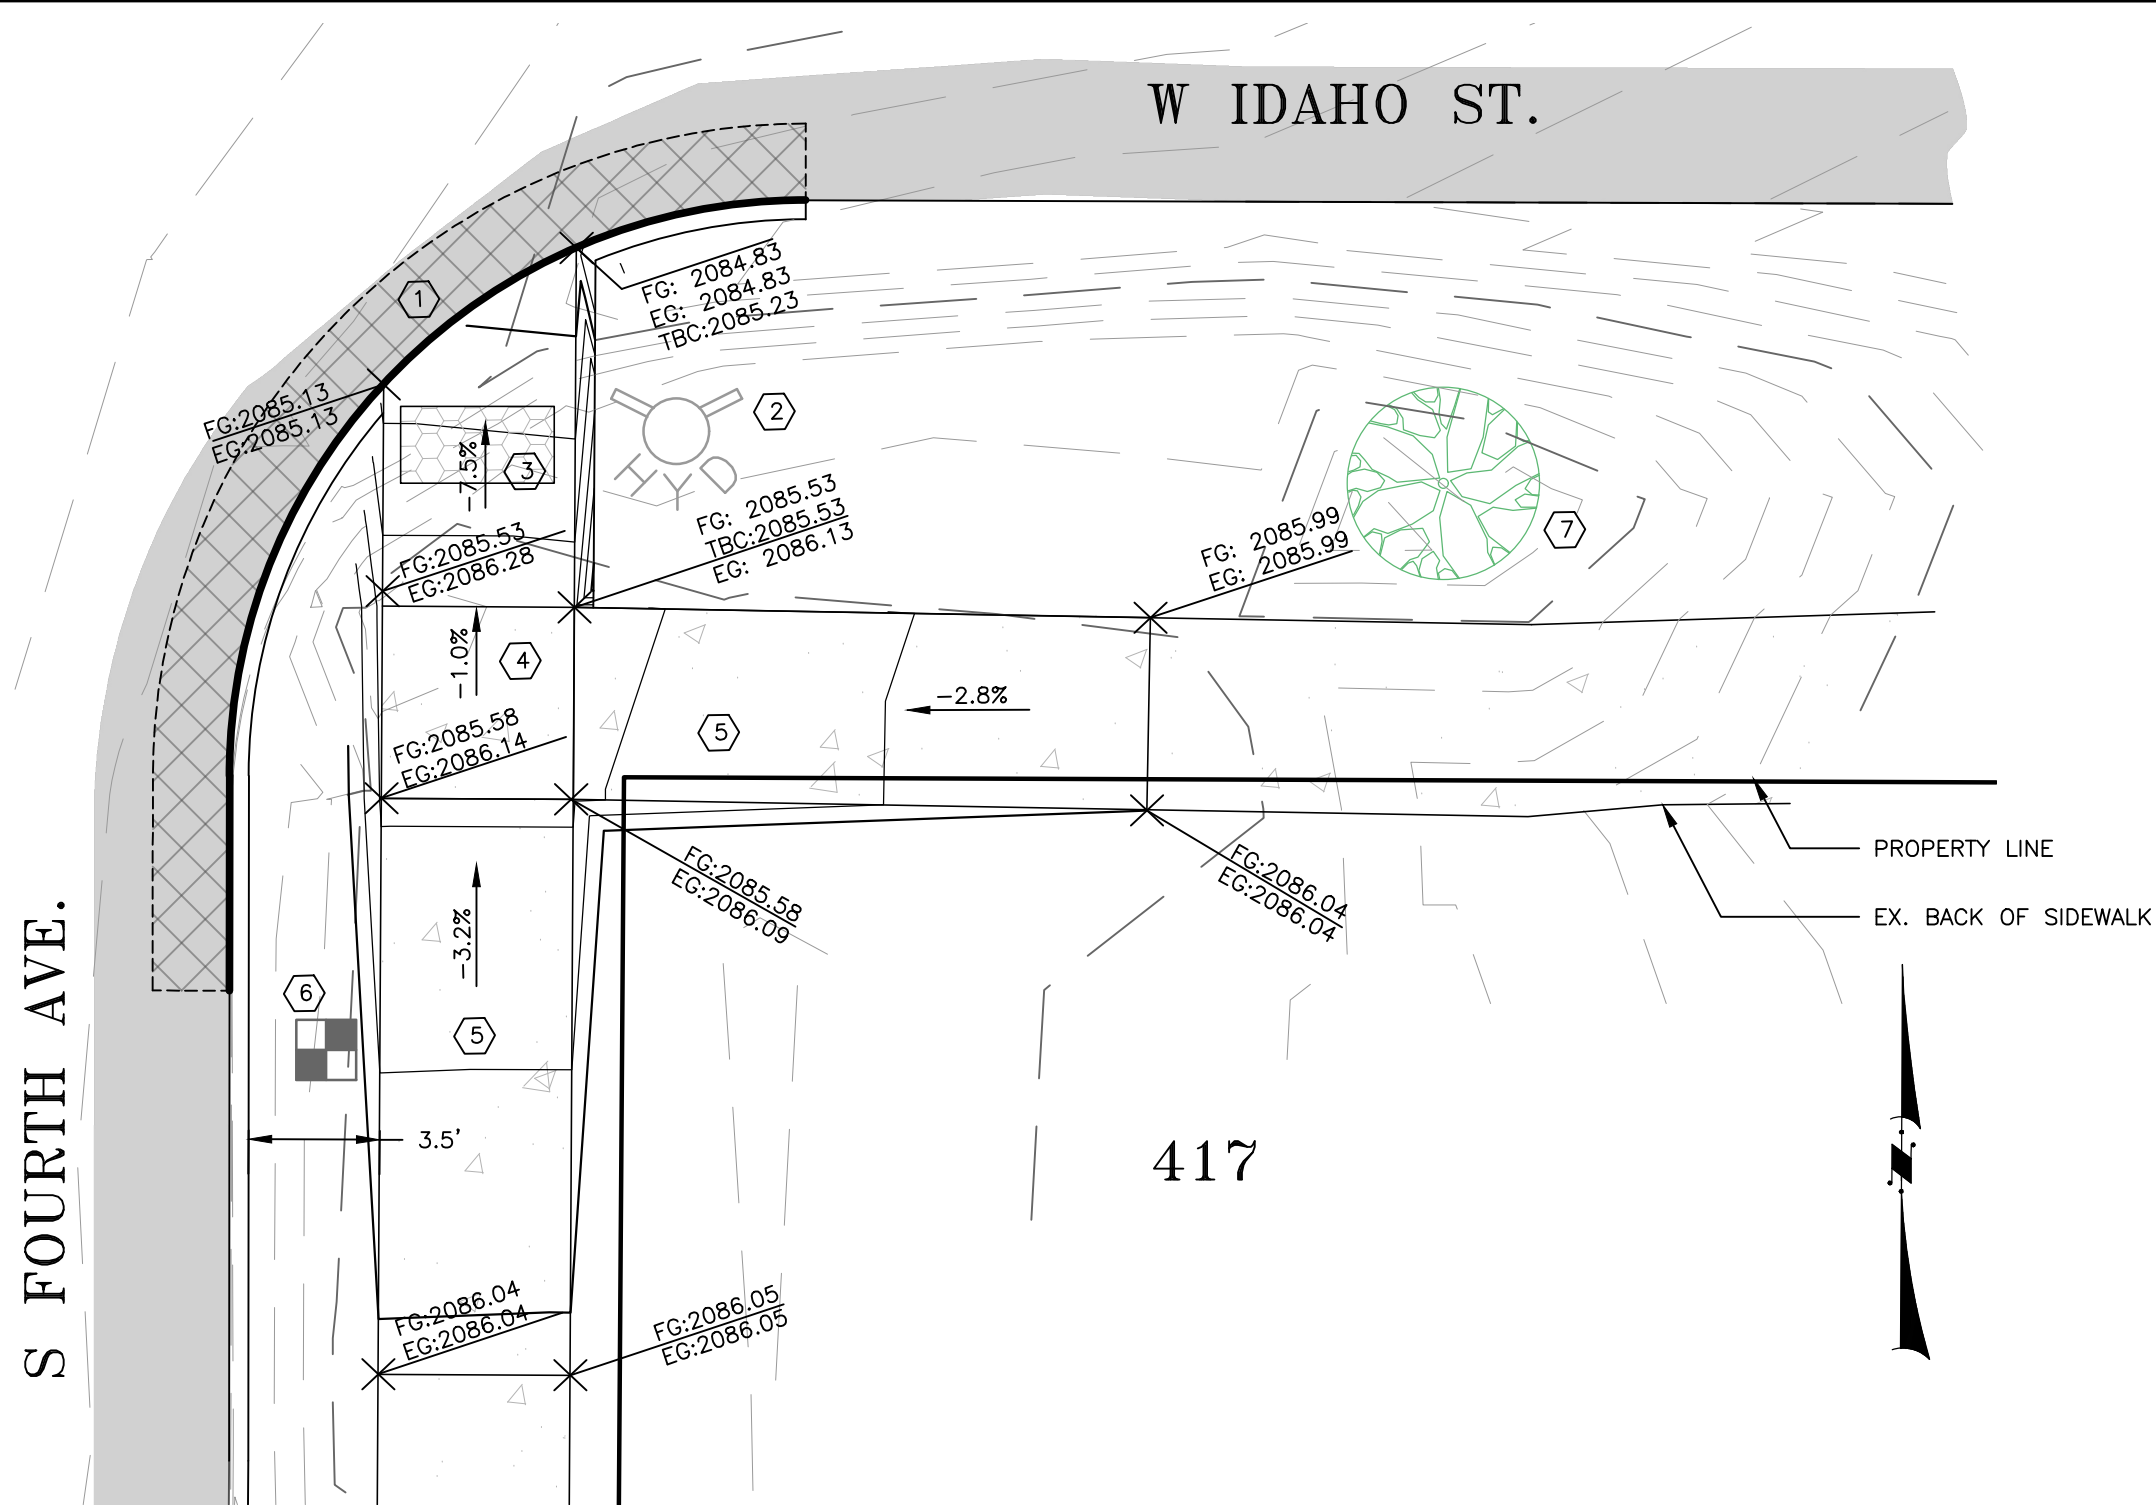 W IDAHO ST.
FG: 2084.83
EG: 2084.83
TBC:2085.23
1
FG:2085.13
EG:2085.13
2
HYD
-7.5%
3
FG: 2085.53
TBC:2085.53
EG: 2086.13
FG:2085.53
EG:2086.28
FG: 2085.99
EG: 2085.99
7
-1.0%
4
-2.8%
5
FG:2085.58
EG:2086.14
FG:2085.58
EG:2086.09
FG:2086.04
EG:2086.04
PROPERTY LINE
EX. BACK OF SIDEWALK
-3.2%
6
5
3.5'
417
S FOURTH AVE.
N
FG:2086.04
EG:2086.04
FG:2086.05
EG:2086.05